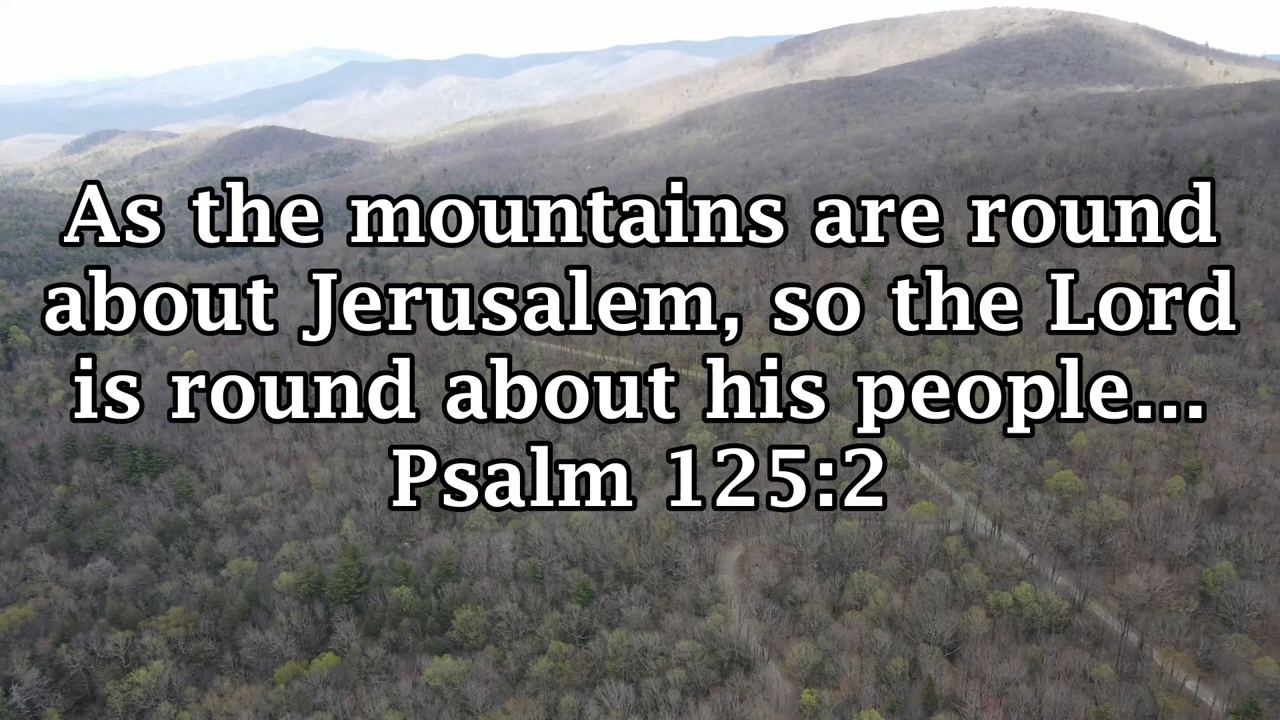 As the mountains are round
about Jerusalem, so the Lord
is round about his people...
Psalm 125:2